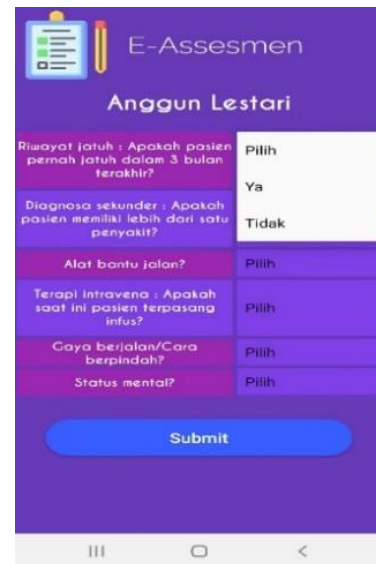 E-Assesmen
Anggun Lestari
Riwayat jatuh : Apakah pasien
pernah jatuh dalam 3 bulan
terakhir?
Pilih
Ya
Tidak
Diagnosa sekunder : Apakah
pasien memiliki lebih dari satu
penyakit?
Alat bantu jalan?
Pilih
Terapi intravena : Apakah
saat ini pasien terpasang
infus?
Pilih
Gaya berjalan/Cara
berpindah?
Pilih
Status mental?
Pilih
Submit